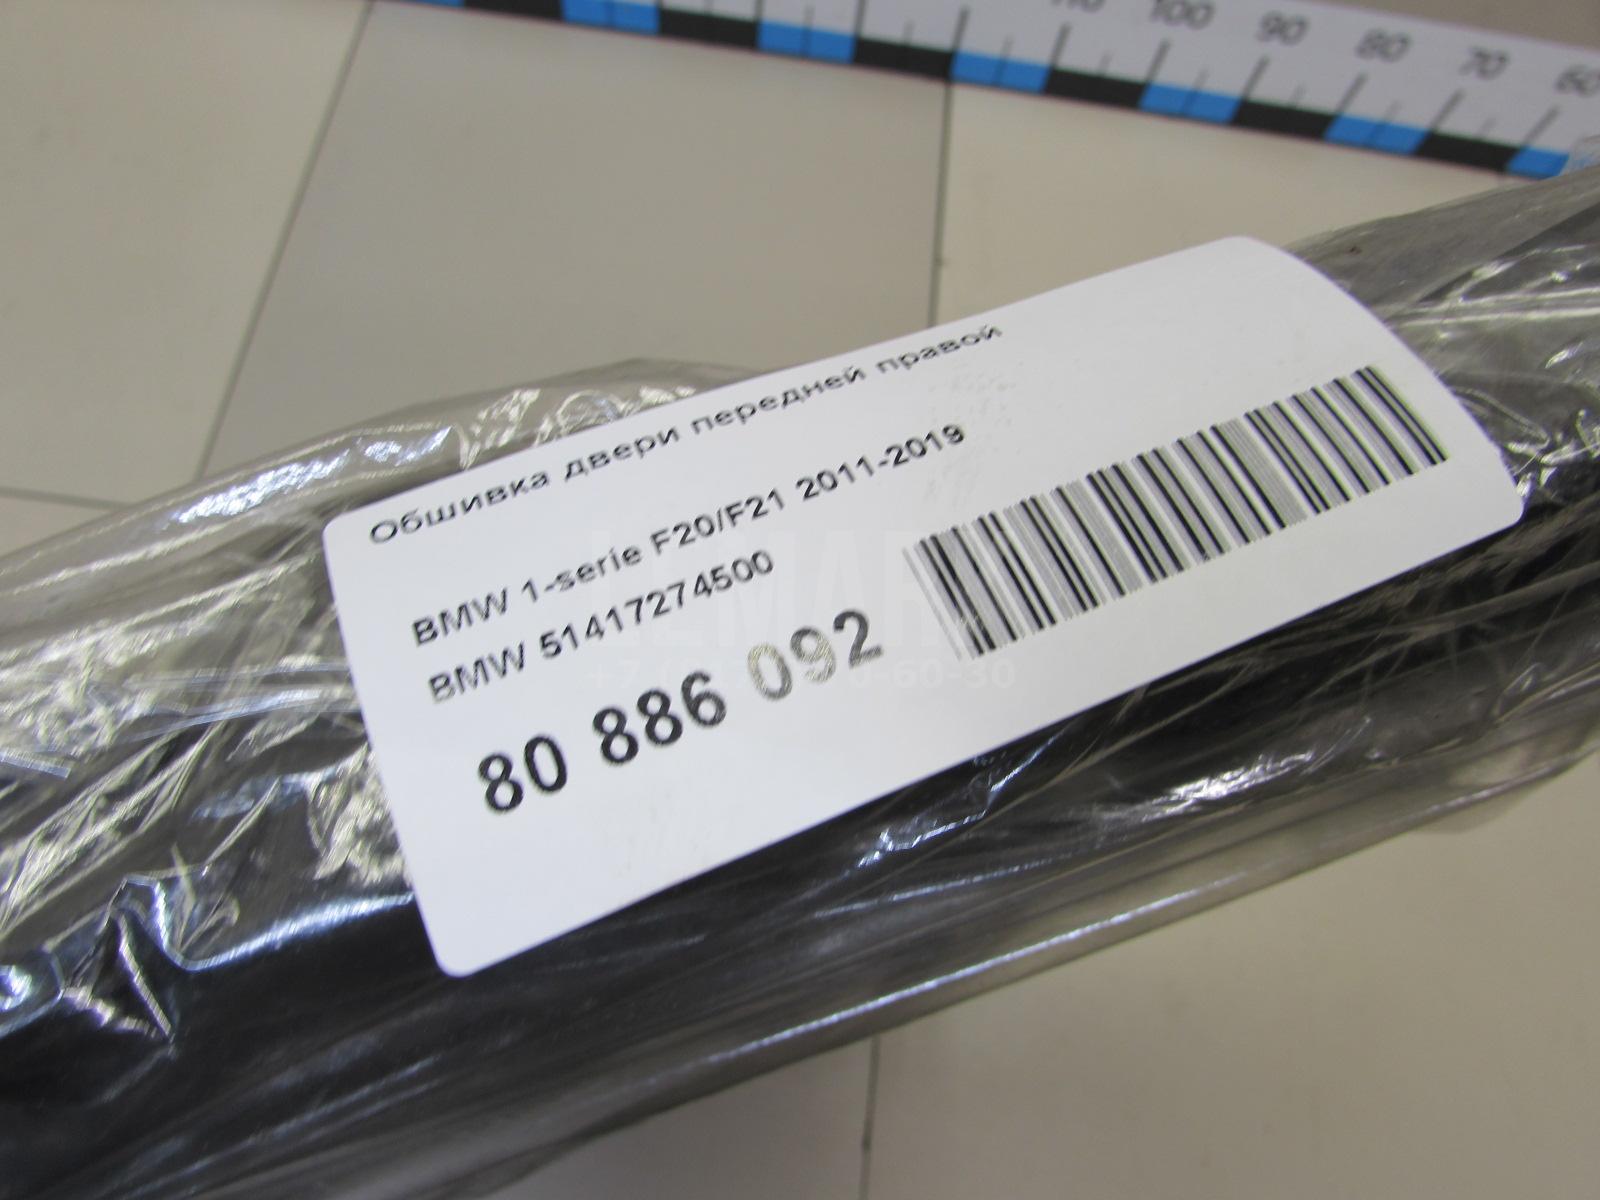 110 100 90 80 70 60
Обшивка двери передней правой
BMW 1-serie F20/F21 2011-2019
BMW 51417274500
80 886 092